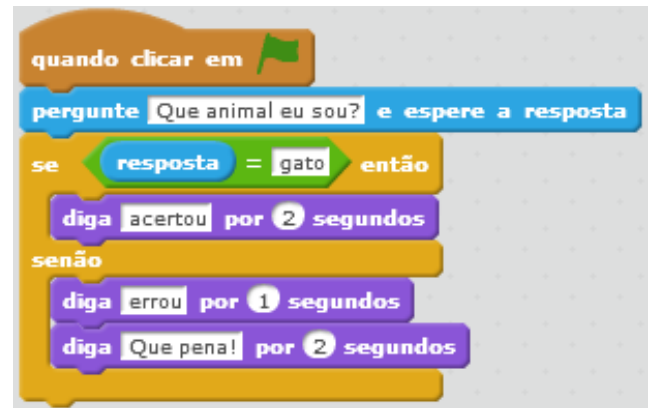 quando clicar em
pergunte Que animal eu sou? e espere a resposta
se resposta = gato então
diga acertou por 2 segundos
senão
diga errou por 1 segundos
diga Que pena! por 2 segundos